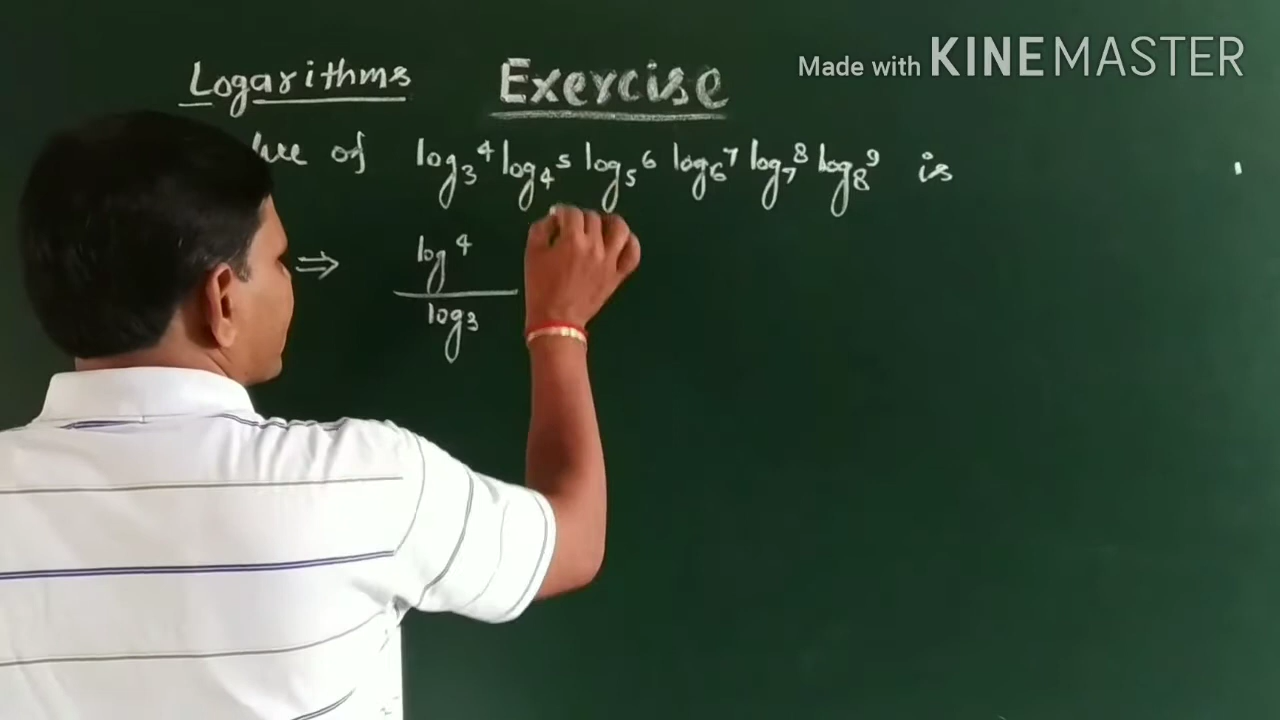 Made with KINEMASTER
Logarithms Exercise
of log₃4 log₄5 log₅6 log₆7 log₇8 log₈9 is
⇒ log 4
log 3